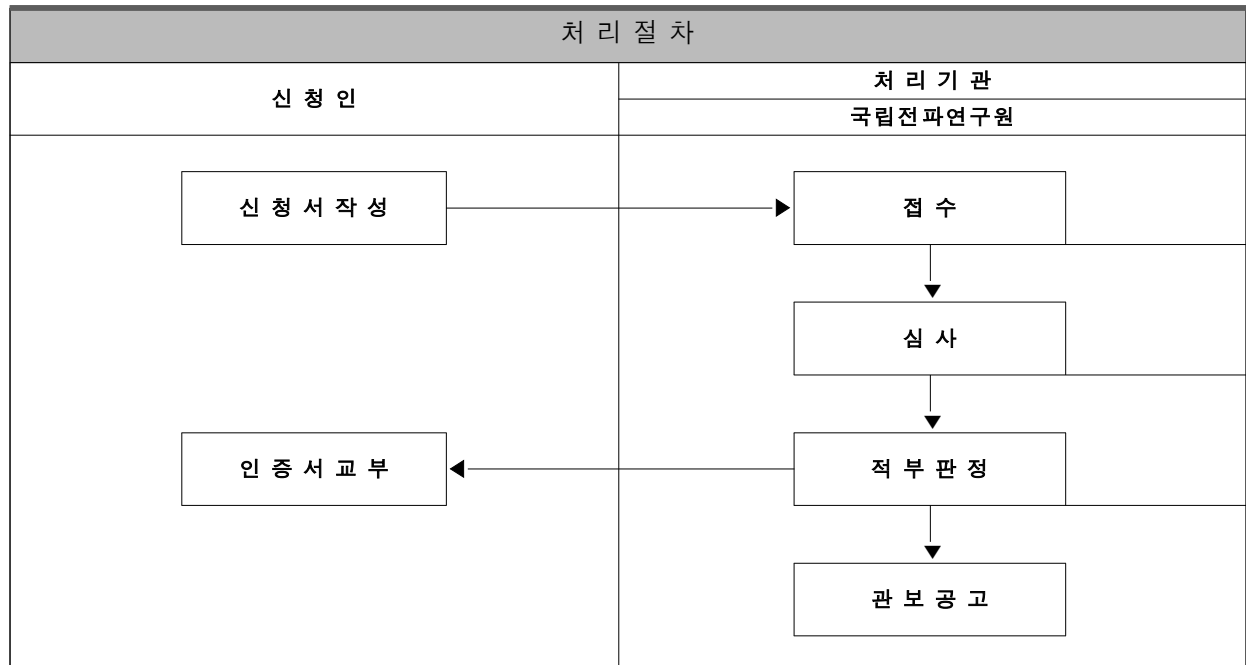 처 리 절 차
신 청 인
처 리 기 관
국립전파연구원
신 청 서 작 성
접 수
심 사
인 증 서 교 부
적 부 판 정
관 보 공 고